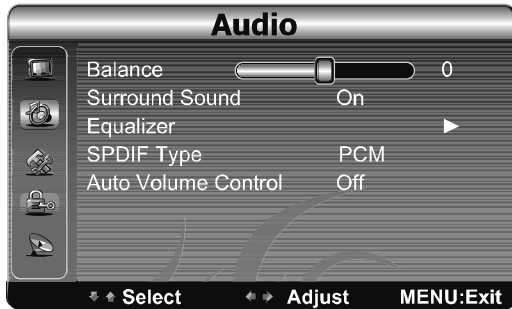 Audio
Balance 0
Surround Sound On
Equalizer
SPDIF Type PCM
Auto Volume Control Off
Select Adjust MENU:Exit